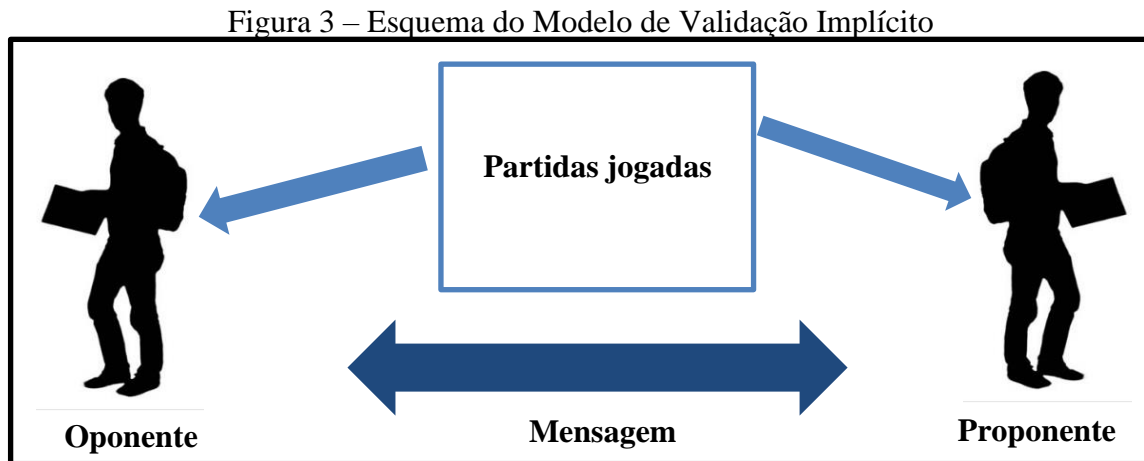 Figura 3 – Esquema do Modelo de Validação Implícito
Partidas jogadas
Oponente
Mensagem
Proponente